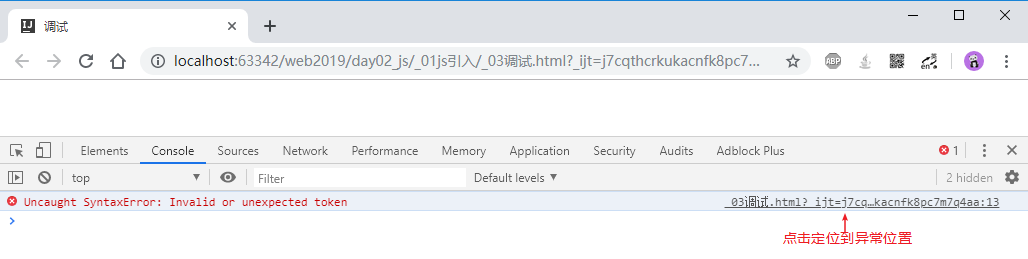 调试
localhost:63342/web2019/day02_js/_01js引入/_03调试.html?_ijt=j7cqthcrkukacnfk8pc7...
ABP
en
Elements Console Sources Network Performance Memory Application Security Audits Adblock Plus 1
top Filter Default levels 2 hidden
Uncaught SyntaxError: Invalid or unexpected token _03调试.html?_ijt=j7cq…kacnfk8pc7m7q4aa:13
点击定位到异常位置